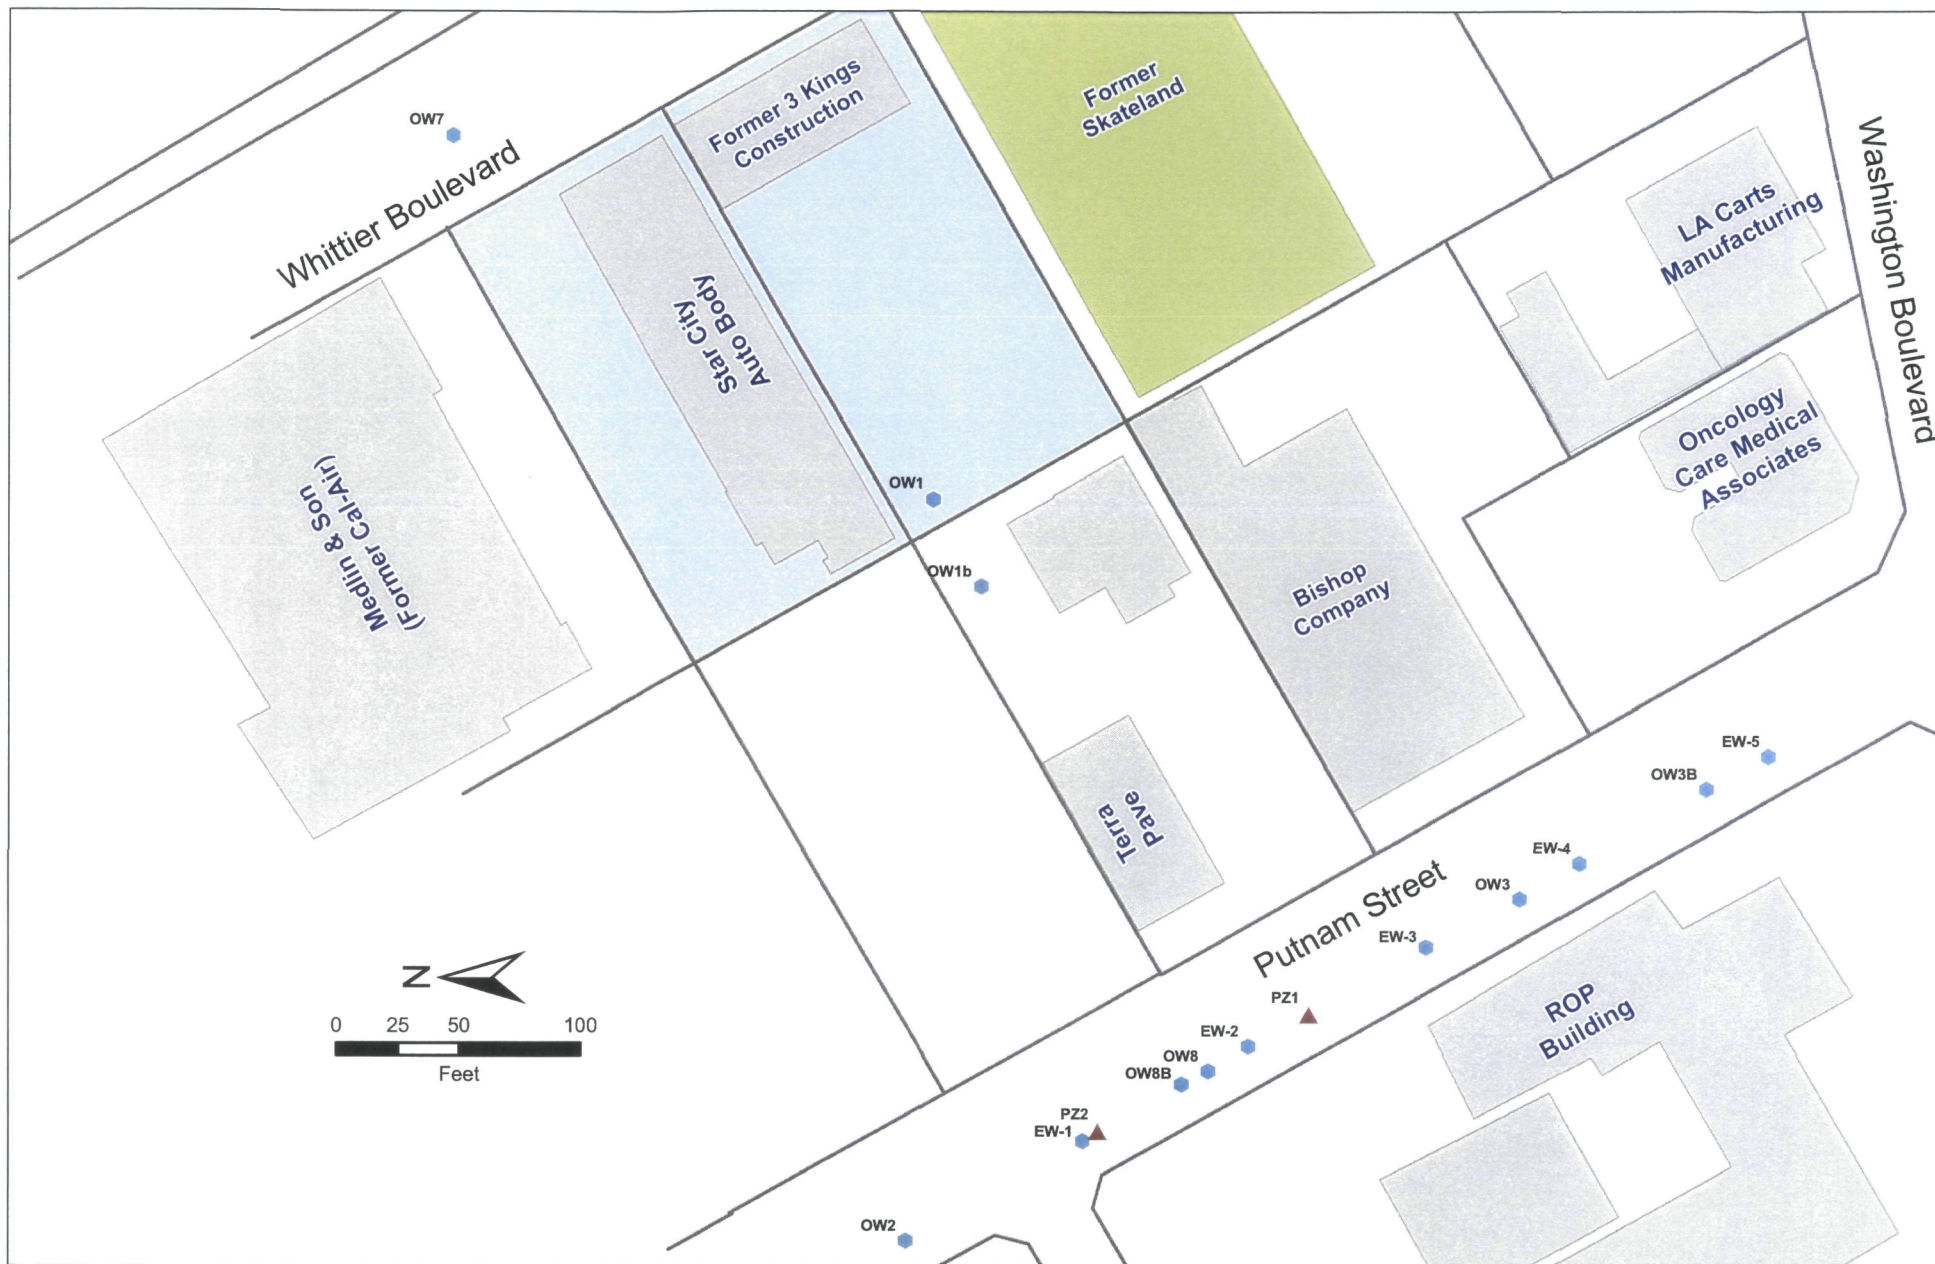 Former 3 Kings
Construction
Former
Skateland
OW7
Whittier Boulevard
Washington Boulevard
LA Carts
Manufacturing
Star City
Auto Body
Oncology
Care Medical
Associates
Medlin & Son
(Former Cal-Air)
OW1
OW1b
Bishop
Company
EW-5
OW3B
Terra
Pave
EW-4
Putnam Street
OW3
EW-3
N
PZ1
ROP
Building
0 25 50 100
Feet
EW-2
OW8
OW8B
PZ2
EW-1
OW2